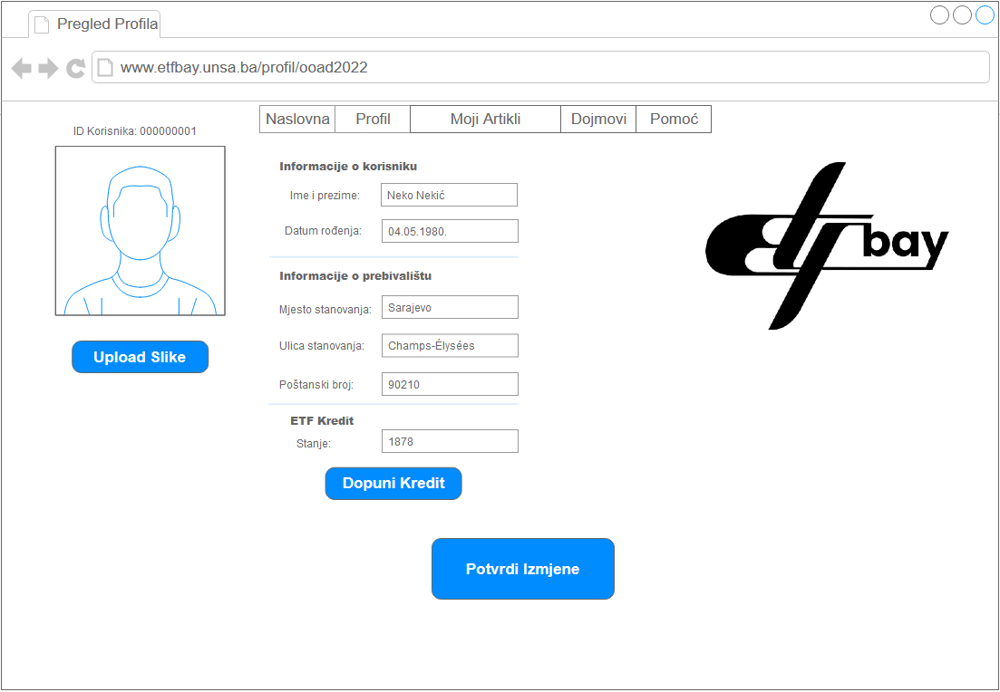 Pregled Profila
www.etfbay.unsa.ba/profil/ooad2022
Naslovna Profil Moji Artikli Dojmovi Pomoć
ID Korisnika: 000000001
Upload Slike
Informacije o korisniku
Ime i prezime: Neko Nekić
Datum rođenja: 04.05.1980.
Informacije o prebivalištu
Mjesto stanovanja: Sarajevo
Ulica stanovanja: Champs-Élysées
Poštanski broj: 90210
ETF Kredit
Stanje: 1878
Dopuni Kredit
Potvrdi Izmjene
etf bay